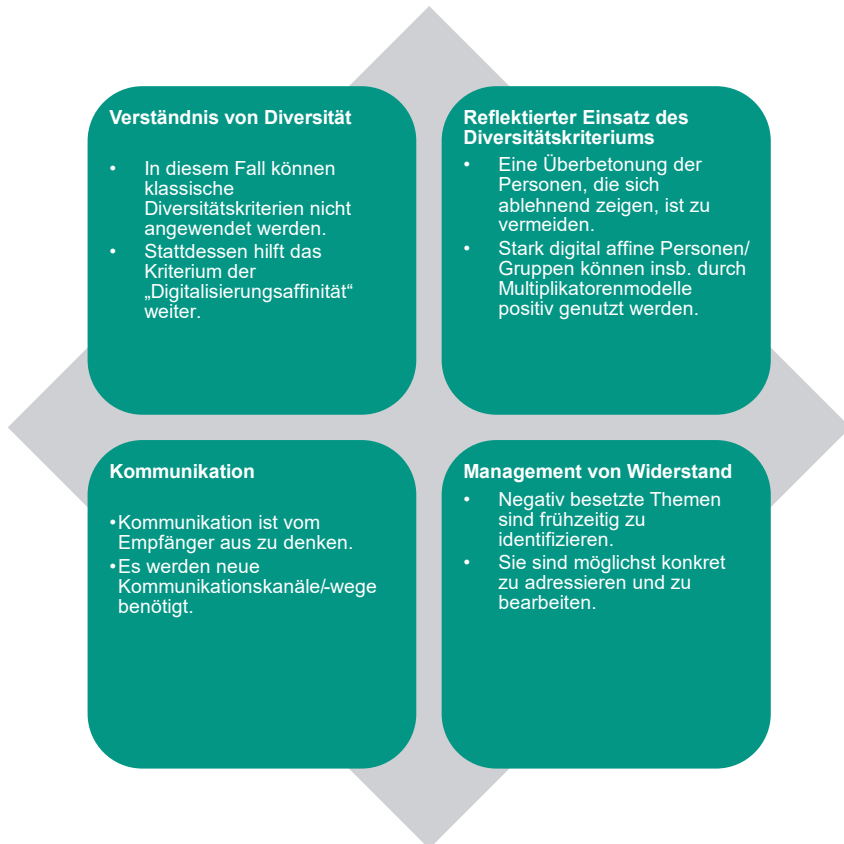 Verständnis von Diversität
• In diesem Fall können
klassische
Diversitätskriterien nicht
angewendet werden.
• Stattdessen hilft das
Kriterium der
„Digitalisierungsaffinität“
weiter.
Reflektierter Einsatz des
Diversitätskriteriums
• Eine Überbetonung der
Personen, die sich
ablehnend zeigen, ist zu
vermeiden.
• Stark digital affine Personen/
Gruppen können insb. durch
Multiplikatorenmodelle
positiv genutzt werden.
Kommunikation
•Kommunikation ist vom
Empfänger aus zu denken.
•Es werden neue
Kommunikationskanäle/-wege
benötigt.
Management von Widerstand
• Negativ besetzte Themen
sind frühzeitig zu
identifizieren.
• Sie sind möglichst konkret
zu adressieren und zu
bearbeiten.